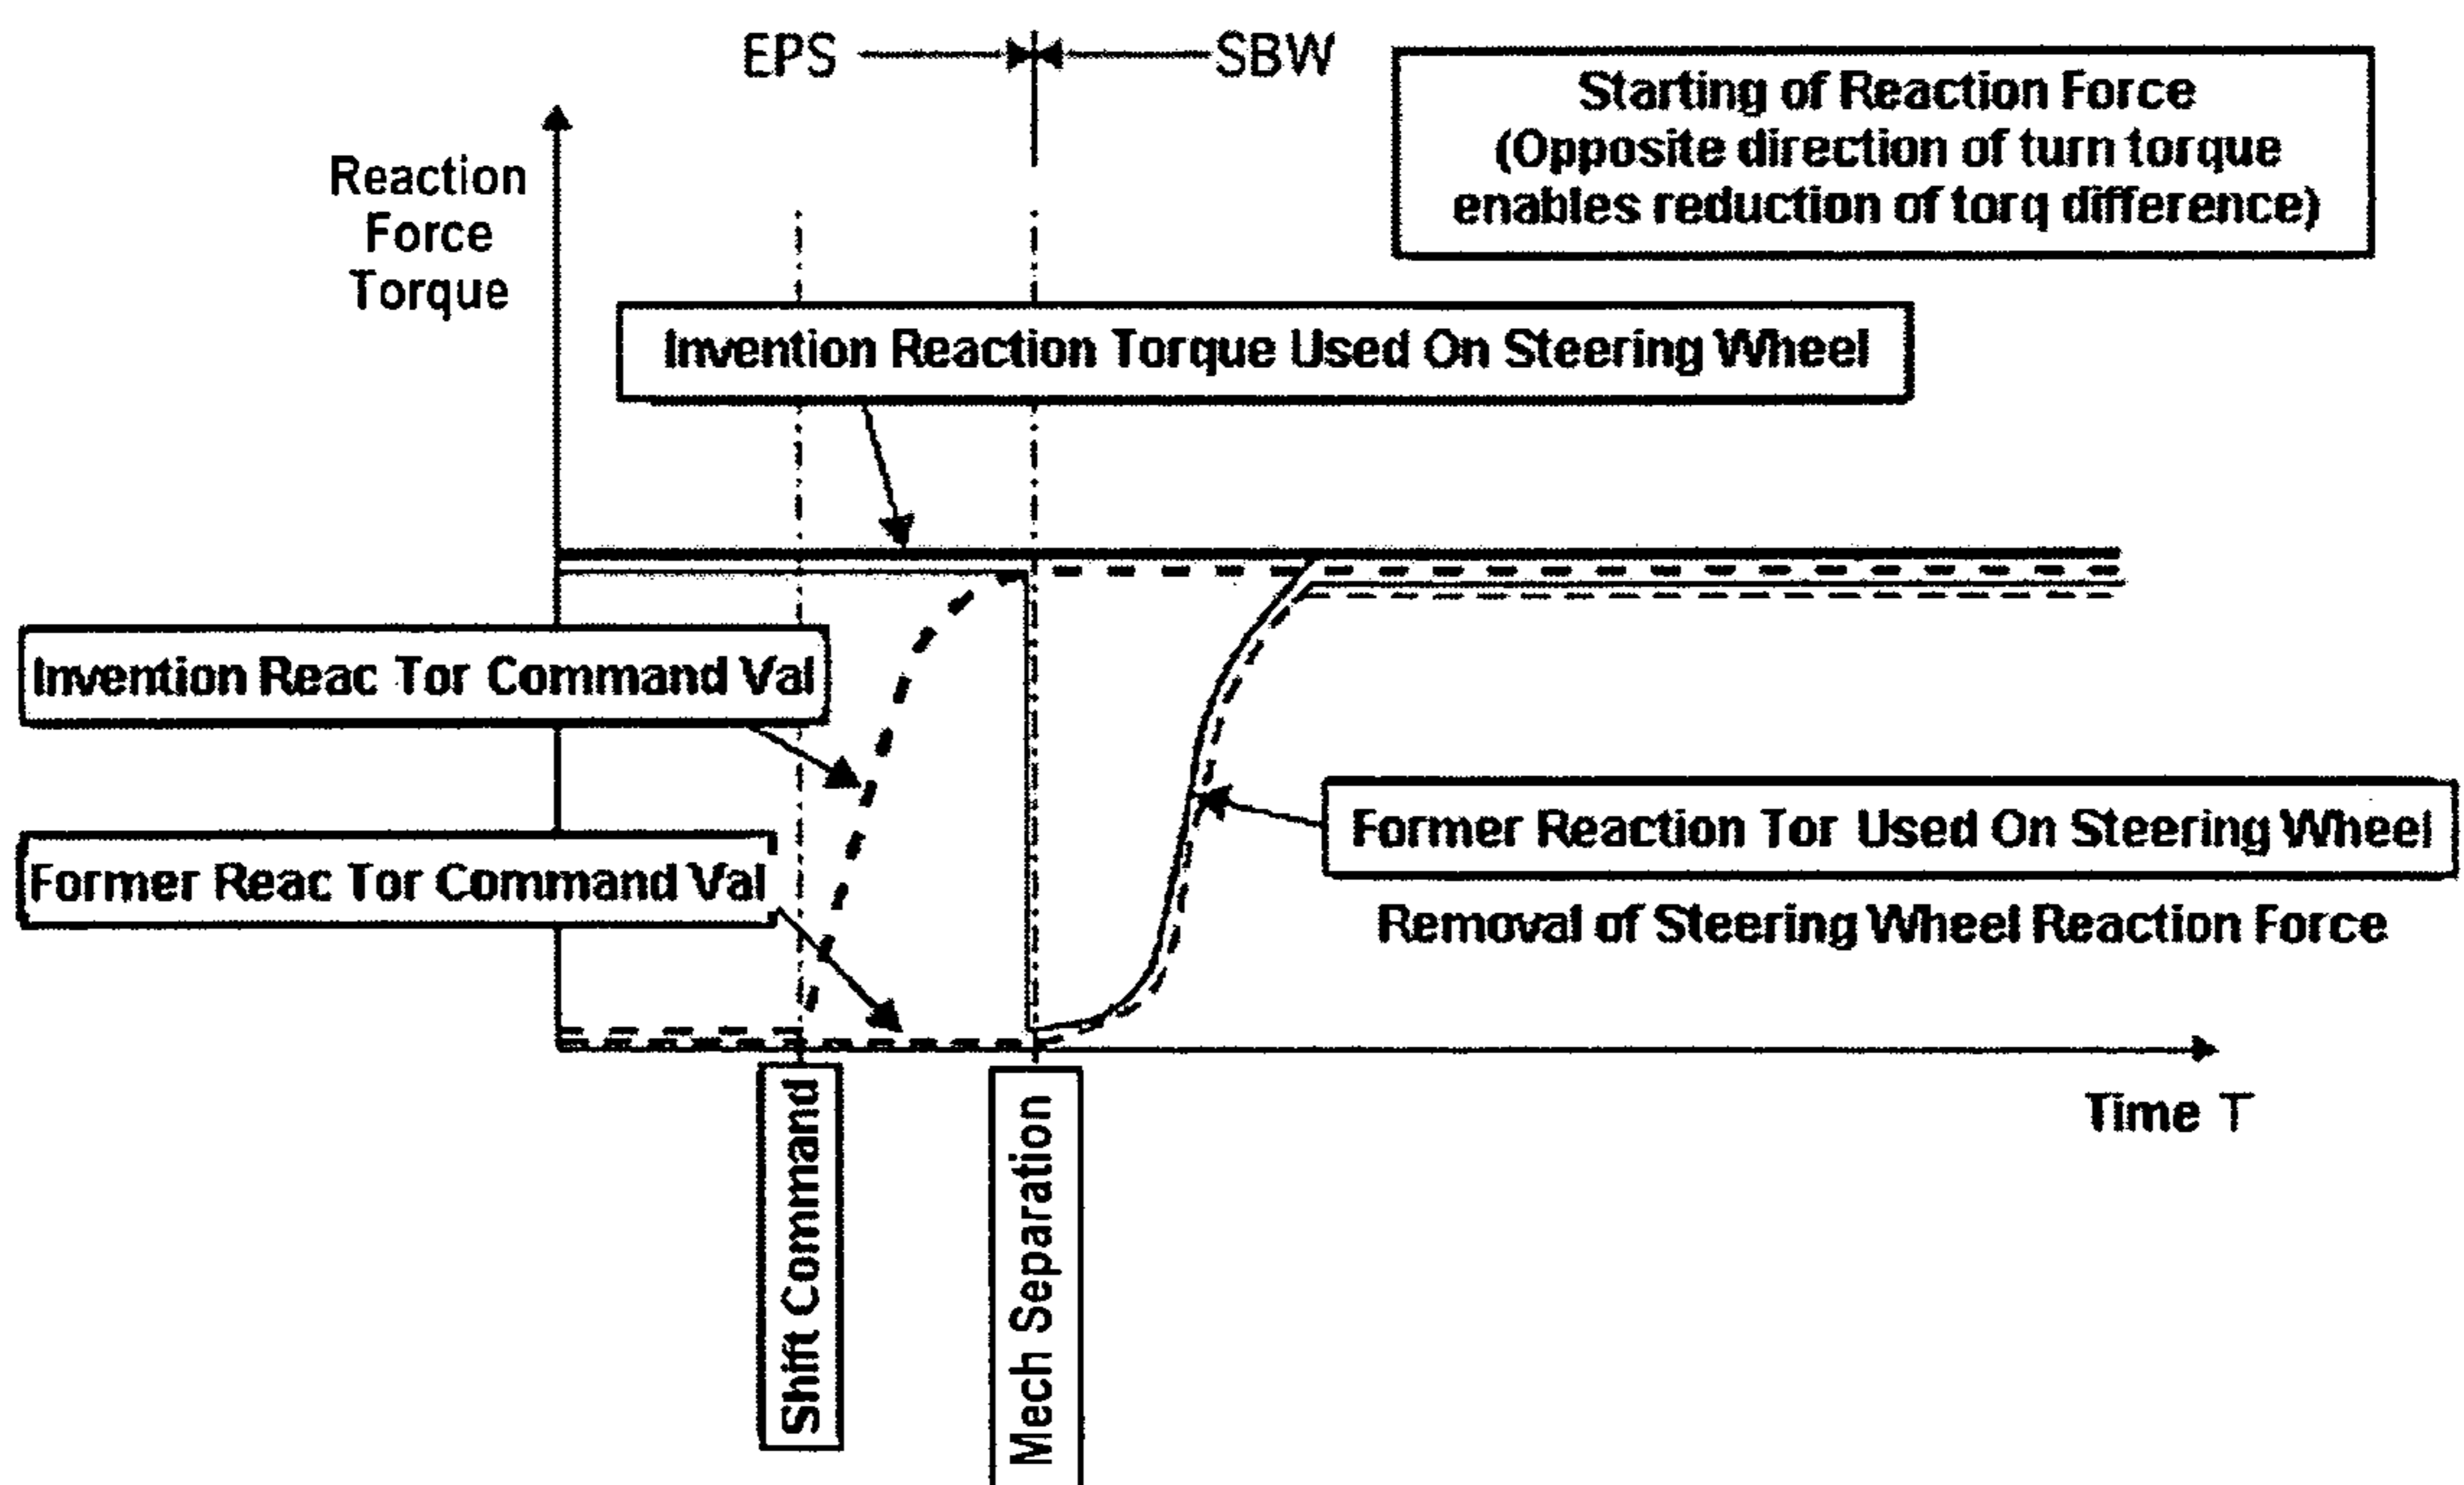 EPS
SBW
Starting of Reaction Force
(Opposite direction of turn torque
enables reduction of torq difference)
Reaction
Force
Torque
Invention Reaction Torque Used On Steering Wheel
Invention Reac Tor Command Val
Former Reac Tor Command Val
Former Reaction Tor Used On Steering Wheel
Removal of Steering Wheel Reaction Force
Time T
Shift Command
Mech Separation